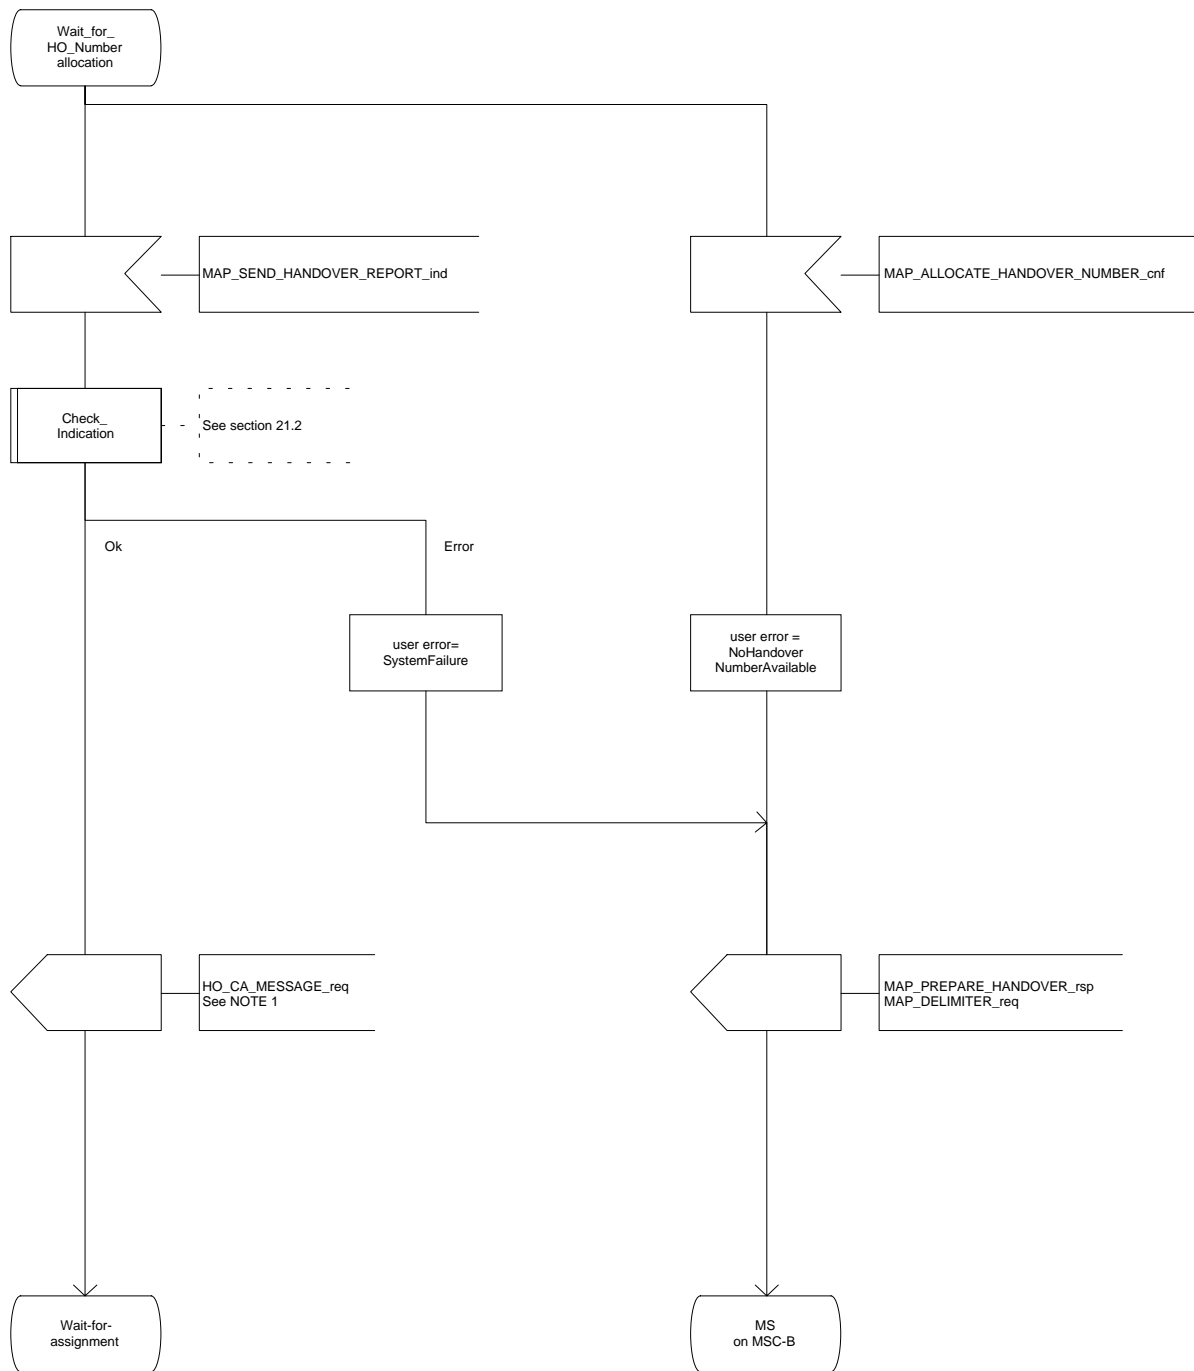 Wait_for_
HO_Number
allocation
MAP_SEND_HANDOVER_REPORT_ind
MAP_ALLOCATE_HANDOVER_NUMBER_cnf
Check_
Indication
See section 21.2
Ok
Error
user error=
SystemFailure
user error =
NoHandover
NumberAvailable
HO_CA_MESSAGE_req
See NOTE 1
MAP_PREPARE_HANDOVER_rsp
MAP_DELIMITER_req
Wait-for-
assignment
MS
on MSC-B